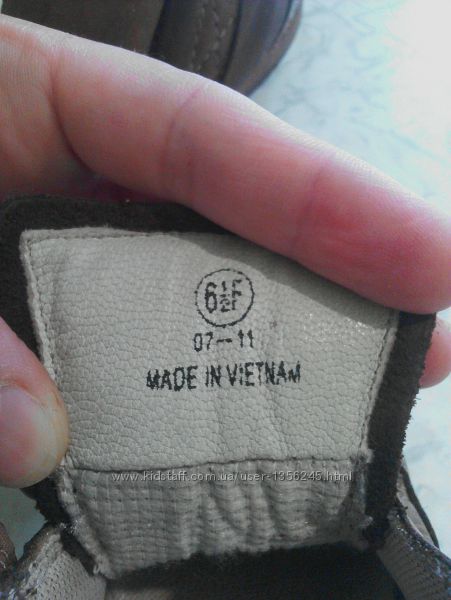 6½F
07-11
MADE IN VIETNAM
www.kidstaff.com.ua/user-1356245.html